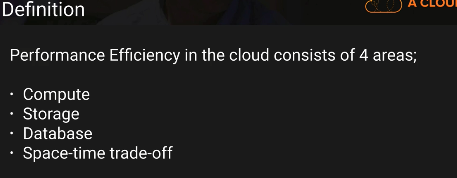 Definition
A CLOU
Performance Efficiency in the cloud consists of 4 areas;
· Compute
· Storage
· Database
· Space-time trade-off